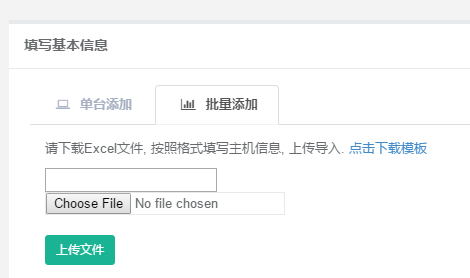 填写基本信息
单台添加 批量添加
请下载Excel文件, 按照格式填写主机信息, 上传导入. 点击下载模板
Choose File No file chosen
上传文件